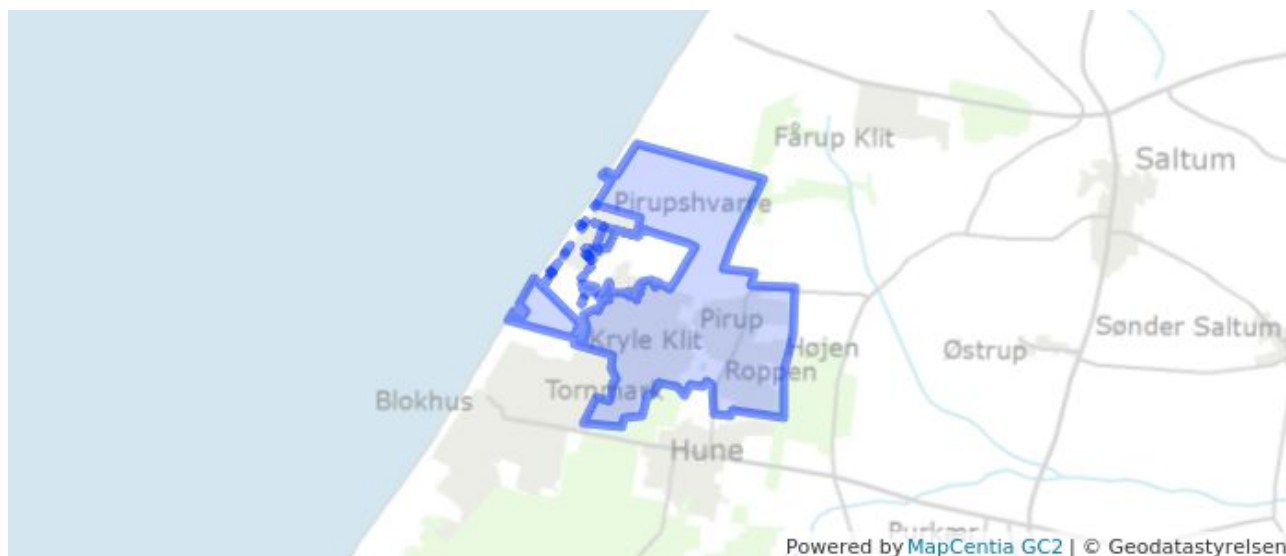 Fårup Klit
Saltum
Pirupshvarre
Pirup
Sønder Saltum
Kryle Klit
Højen
Østrup
Roppen
Tornmark
Blokhus
Hune
Powered by MapCentia GC2 | © Geodatastyrelsen